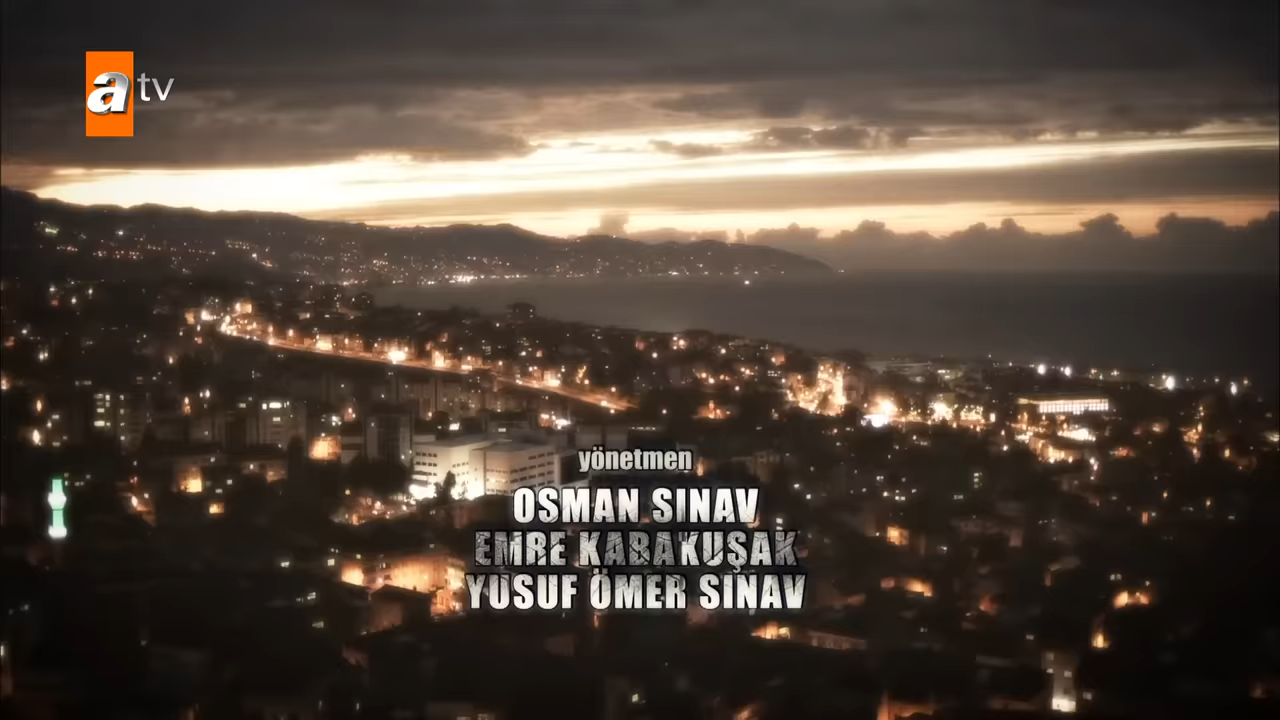 atv
yönetmen
OSMAN SINAV
EMRE KABAKUŞAK
YUSUF ÖMER SINAV